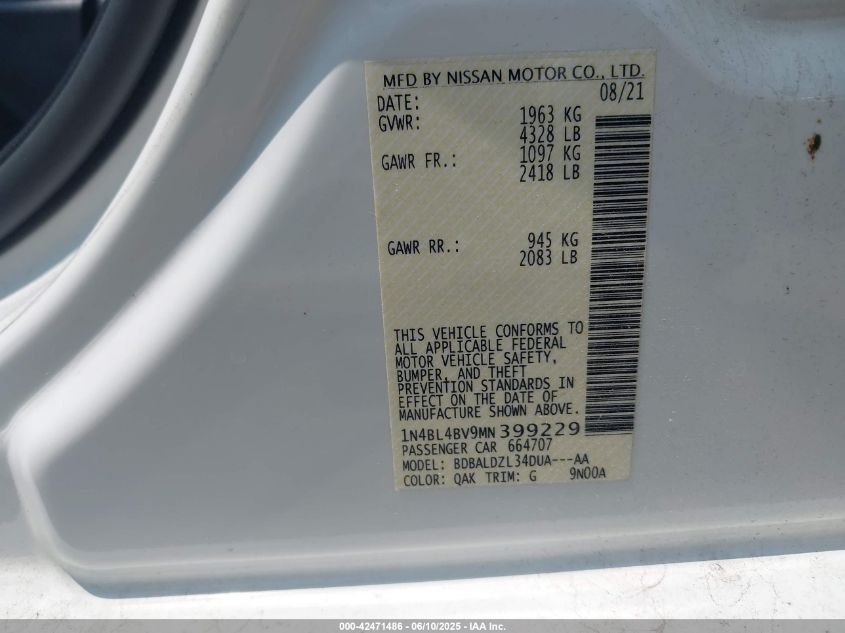 MFD BY NISSAN MOTOR CO., LTD.
DATE: 08/21
GVWR: 1963 KG
4328 LB
GAWR FR.: 1097 KG
2418 LB
GAWR RR.: 945 KG
2083 LB
THIS VEHICLE CONFORMS TO
ALL APPLICABLE FEDERAL
MOTOR VEHICLE SAFETY,
BUMPER, AND THEFT
PREVENTION STANDARDS IN
EFFECT ON THE DATE OF
MANUFACTURE SHOWN ABOVE.
1N4BL4BV9MN399229
PASSENGER CAR 664707
MODEL: BDBALDZL34DUA---AA
COLOR: QAK TRIM: G 9N00A
000-42471486 - 06/10/2025 - IAA Inc.